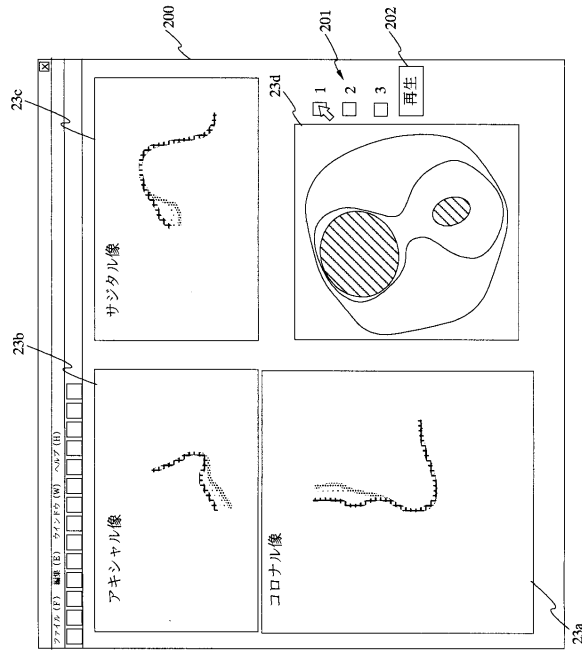 ファイル (F) 編集 (E) ウインドウ (W) ヘルプ (H)
X
200
23b
23c
アキシャル像
サジタル像
コロナル像
23a
23d
1
2
3
201
再生
202